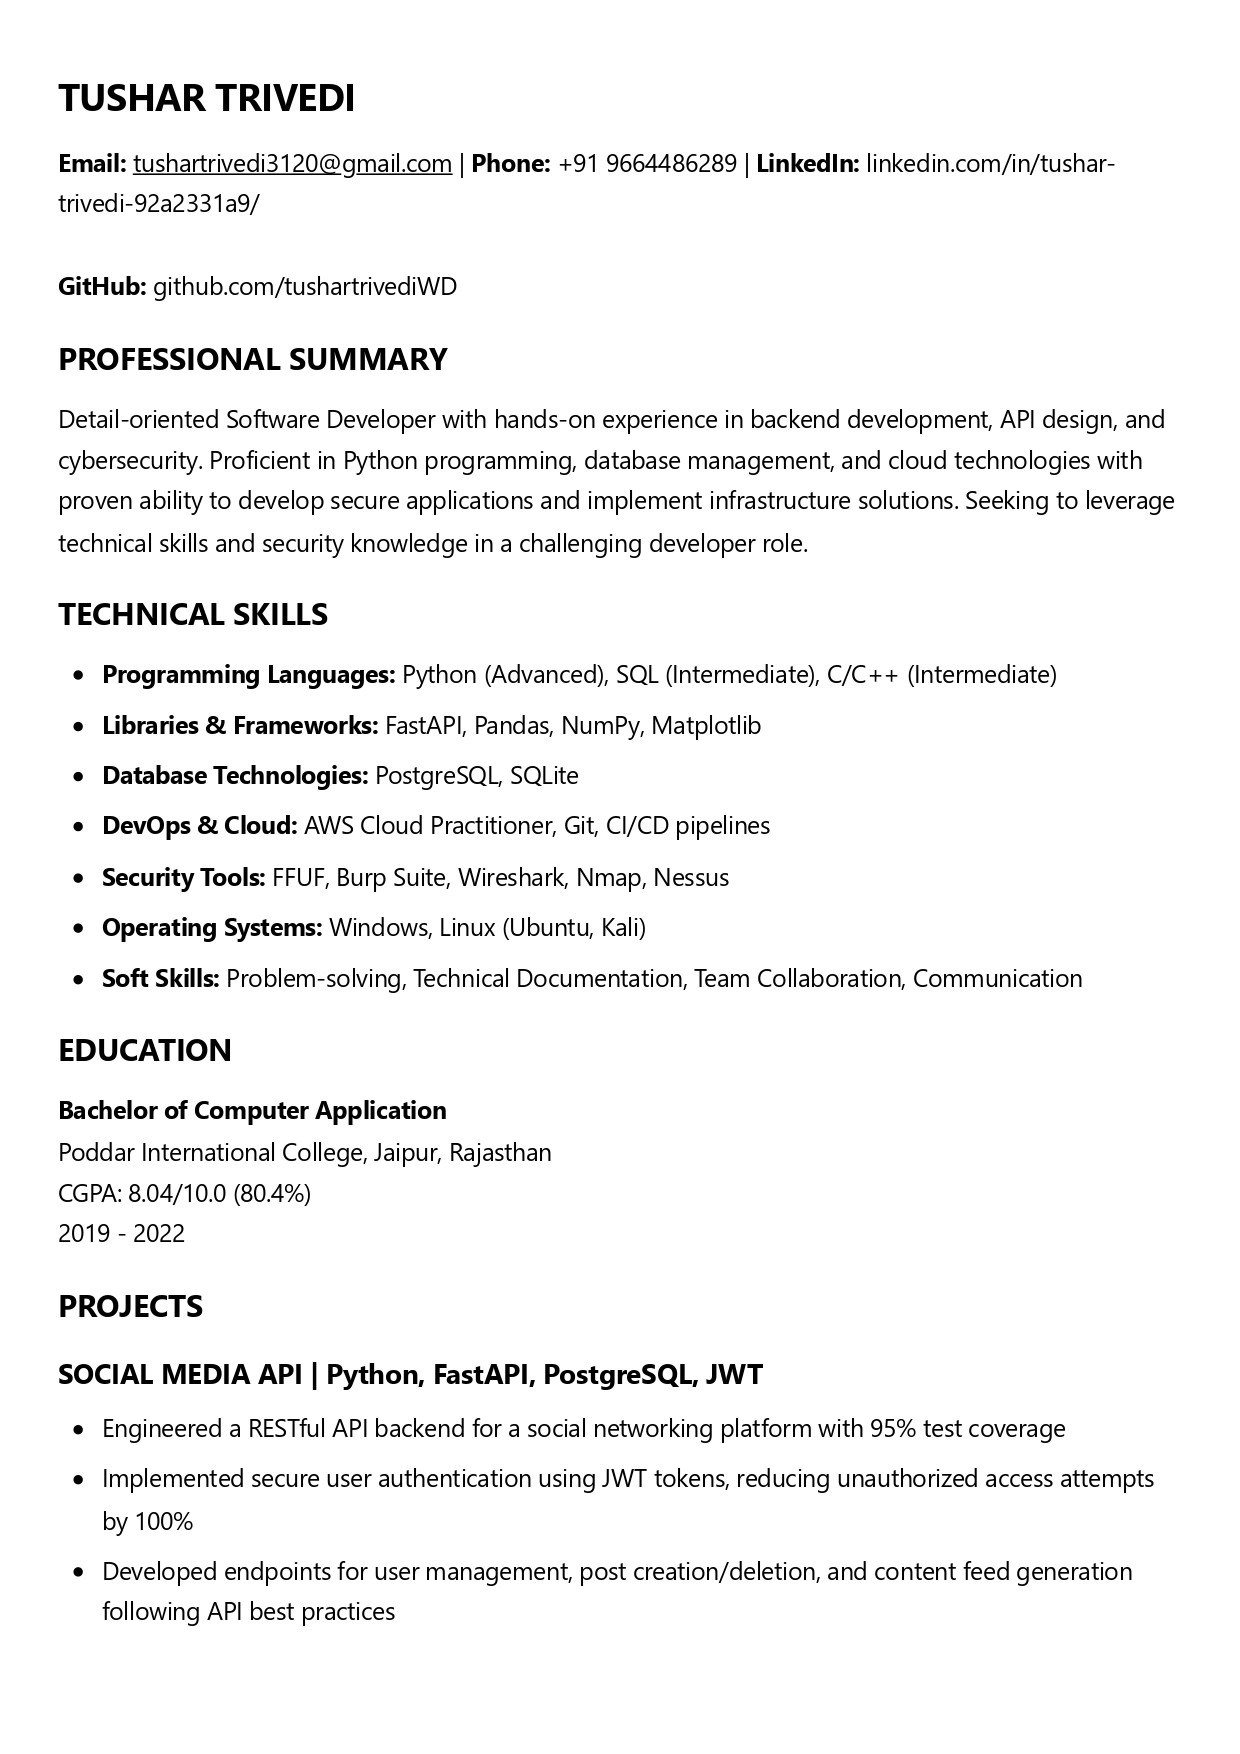 TUSHAR TRIVEDI
Email: tushartrivedi3120@gmail.com | Phone: +91 9664486289 | LinkedIn: linkedin.com/in/tushar-
trivedi-92a2331a9/
GitHub: github.com/tushartrivediWD
PROFESSIONAL SUMMARY
Detail-oriented Software Developer with hands-on experience in backend development, API design, and
cybersecurity. Proficient in Python programming, database management, and cloud technologies with
proven ability to develop secure applications and implement infrastructure solutions. Seeking to leverage
technical skills and security knowledge in a challenging developer role.
TECHNICAL SKILLS
• Programming Languages: Python (Advanced), SQL (Intermediate), C/C++ (Intermediate)
• Libraries & Frameworks: FastAPI, Pandas, NumPy, Matplotlib
• Database Technologies: PostgreSQL, SQLite
• DevOps & Cloud: AWS Cloud Practitioner, Git, CI/CD pipelines
• Security Tools: FFUF, Burp Suite, Wireshark, Nmap, Nessus
• Operating Systems: Windows, Linux (Ubuntu, Kali)
• Soft Skills: Problem-solving, Technical Documentation, Team Collaboration, Communication
EDUCATION
Bachelor of Computer Application
Poddar International College, Jaipur, Rajasthan
CGPA: 8.04/10.0 (80.4%)
2019 - 2022
PROJECTS
SOCIAL MEDIA API | Python, FastAPI, PostgreSQL, JWT
• Engineered a RESTful API backend for a social networking platform with 95% test coverage
• Implemented secure user authentication using JWT tokens, reducing unauthorized access attempts
by 100%
• Developed endpoints for user management, post creation/deletion, and content feed generation
following API best practices